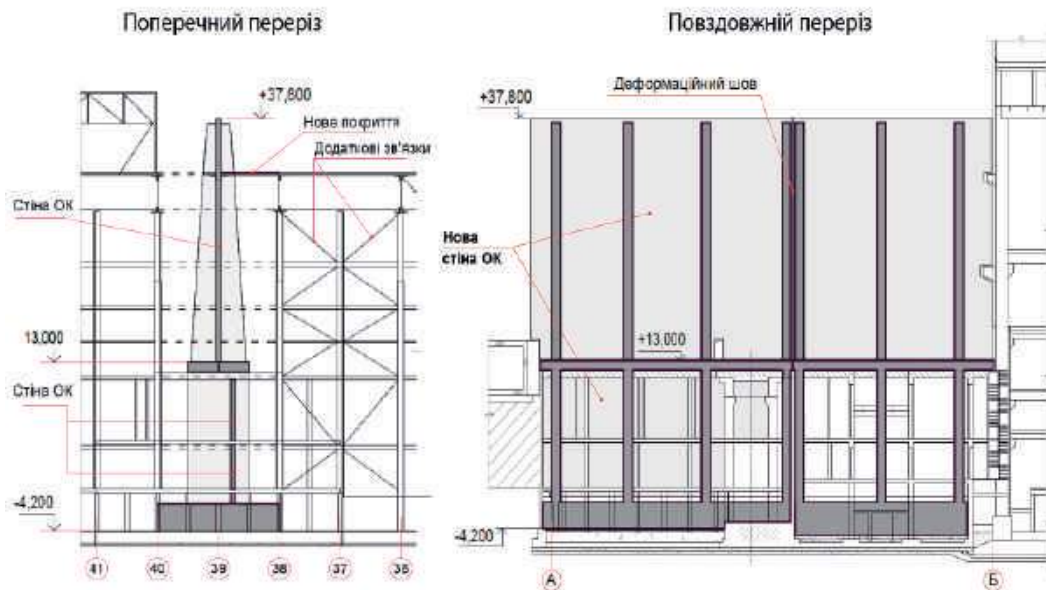 Поперечний переріз
Повздовжній переріз
+37,800
Нова покриття
Додаткові зв'язки
Стіна ОК
13,000
Стіна ОК
-4,200
41
40
39
38
37
36
Деформаційний шов
+37,800
Нова
стіна ОК
+13,000
-4,200
А
Б